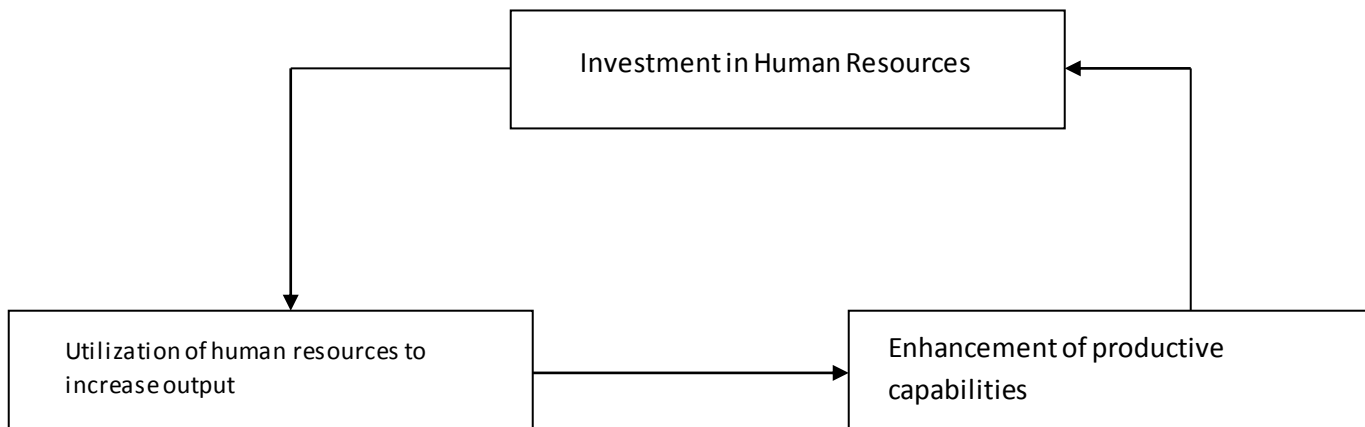 Investment in Human Resources
Utilization of human resources to
increase output
Enhancement of productive
capabilities